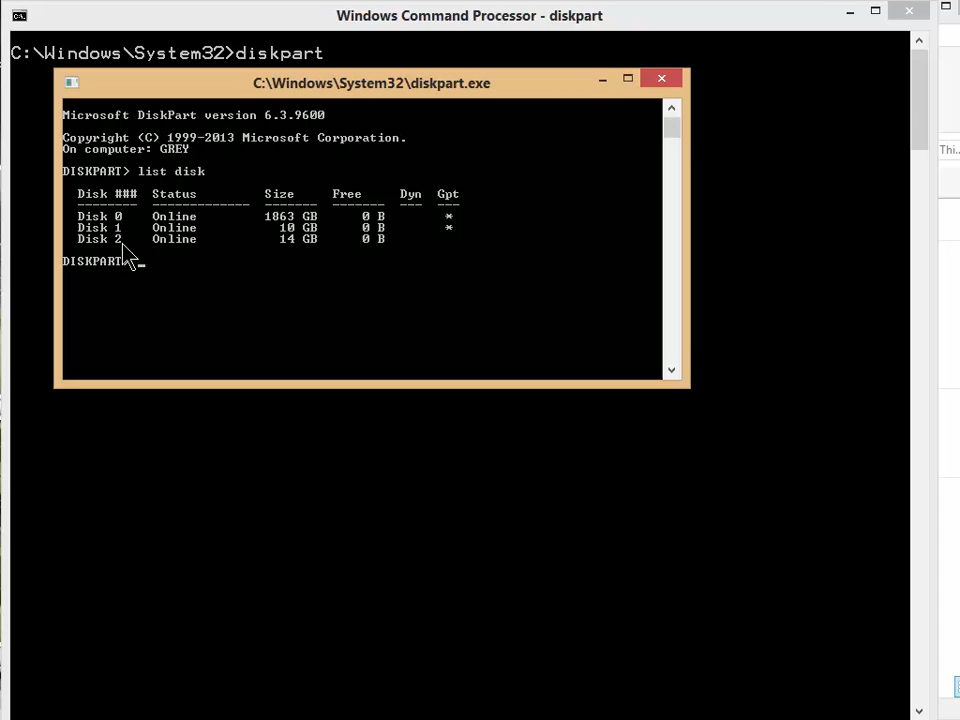 Windows Command Processor - diskpart
C:\Windows\System32>diskpart
C:\Windows\System32\diskpart.exe
Microsoft DiskPart version 6.3.9600
Copyright (C) 1999-2013 Microsoft Corporation.
On computer: GREY
DISKPART> list disk
Disk ### Status Size Free Dyn Gpt
-------- ------------- ------- ------- --- ---
Disk 0 Online 1863 GB 0 B *
Disk 1 Online 10 GB 0 B *
Disk 2 Online 14 GB 0 B
DISKPART> _
Thi...